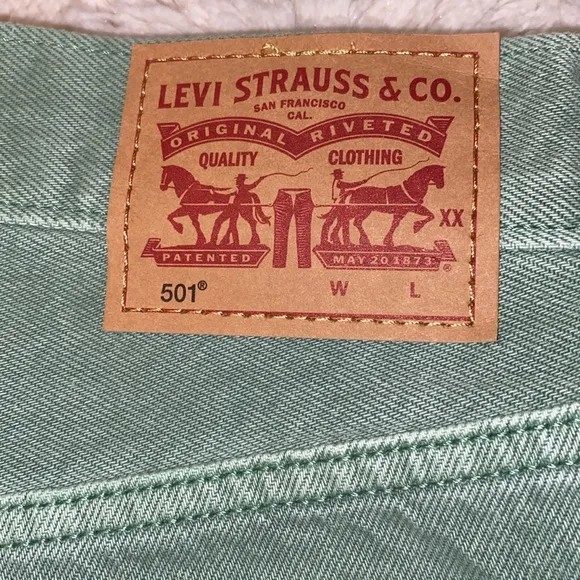 LEVI STRAUSS & CO.
SAN FRANCISCO
CAL.
ORIGINAL RIVETED
QUALITY CLOTHING
XX
PATENTED MAY 20 1873 ®
501® W L